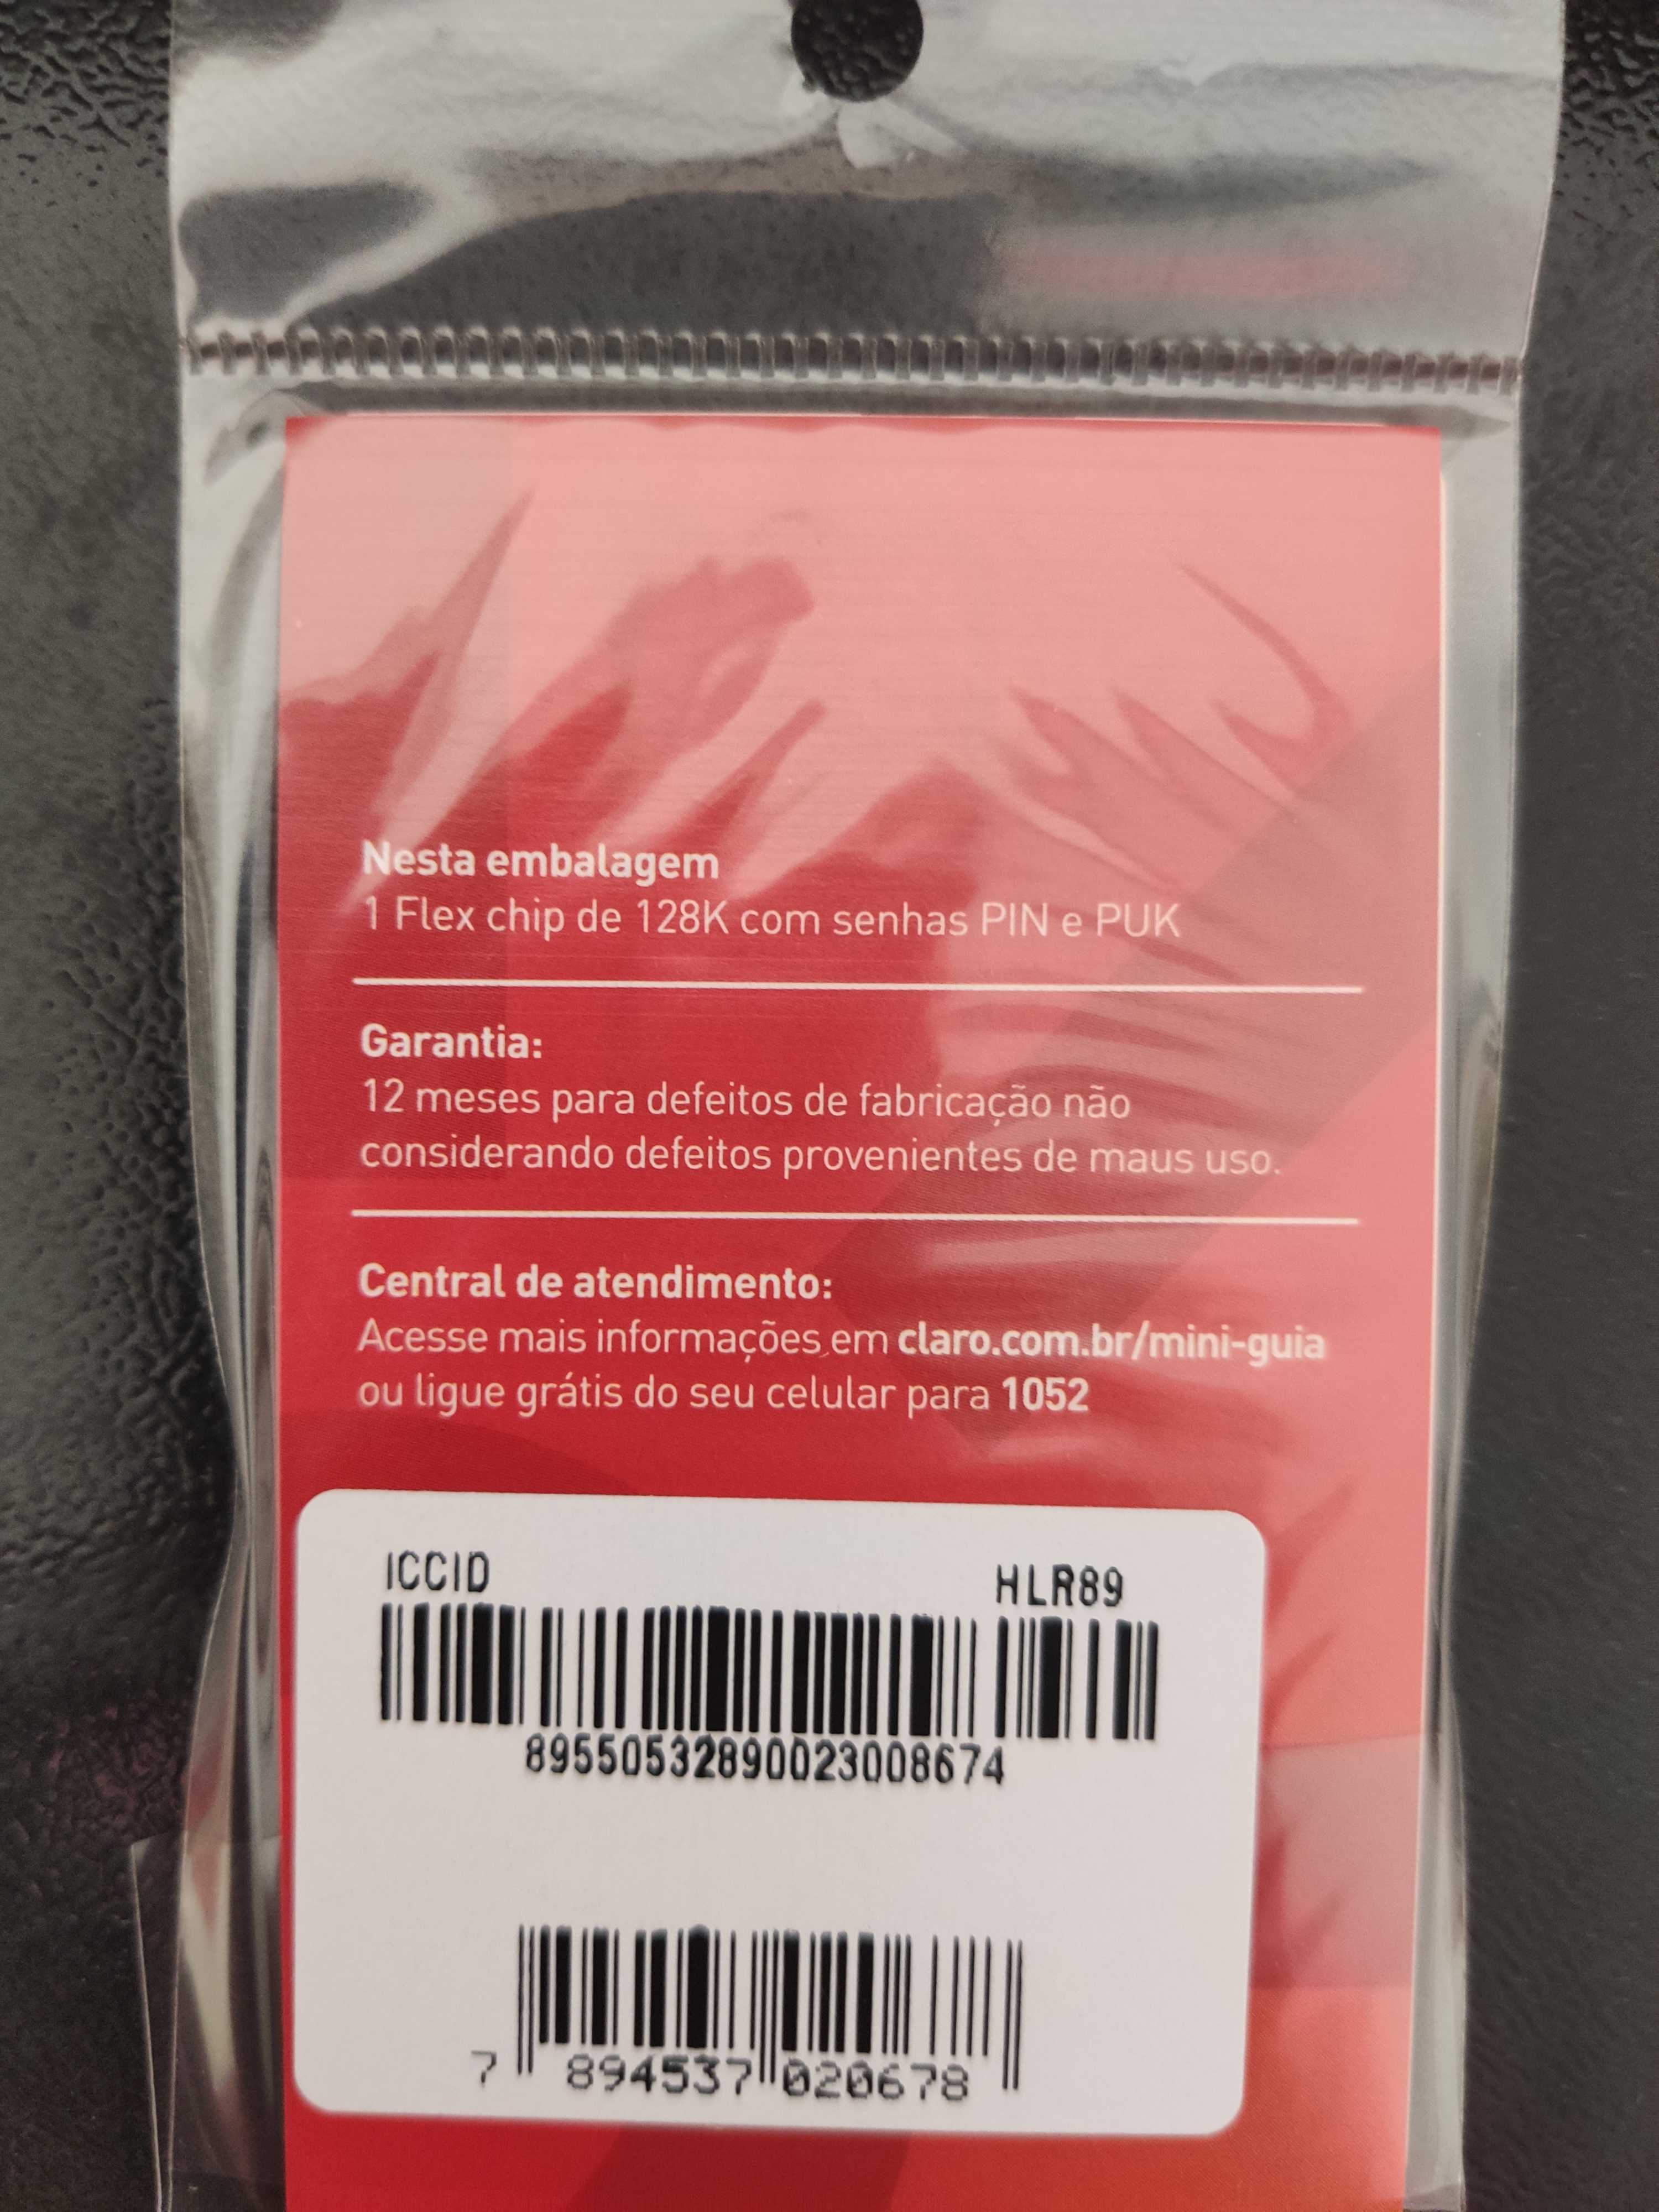 Nesta embalagem
1 Flex chip de 128K com senhas PIN e PUK
Garantia:
12 meses para defeitos de fabricação não
considerando defeitos provenientes de maus uso.
Central de atendimento:
Acesse mais informações em claro.com.br/mini-guia
ou ligue grátis do seu celular para 1052
ICCID HLR89
89550532890023008674
7 894537 020678